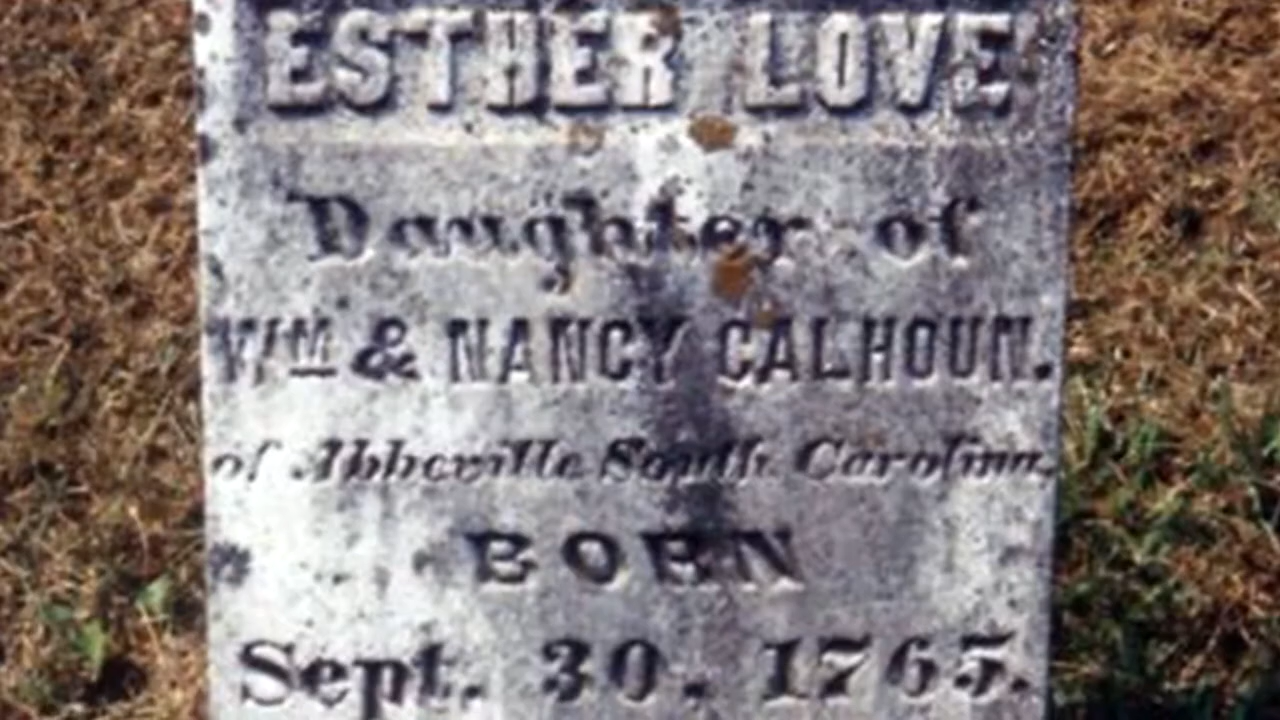 ESTHER LOVE
Daughter of
WM & NANCY CALHOUN.
of Abbeville South Carolina.
BORN
Sept. 30. 1765.